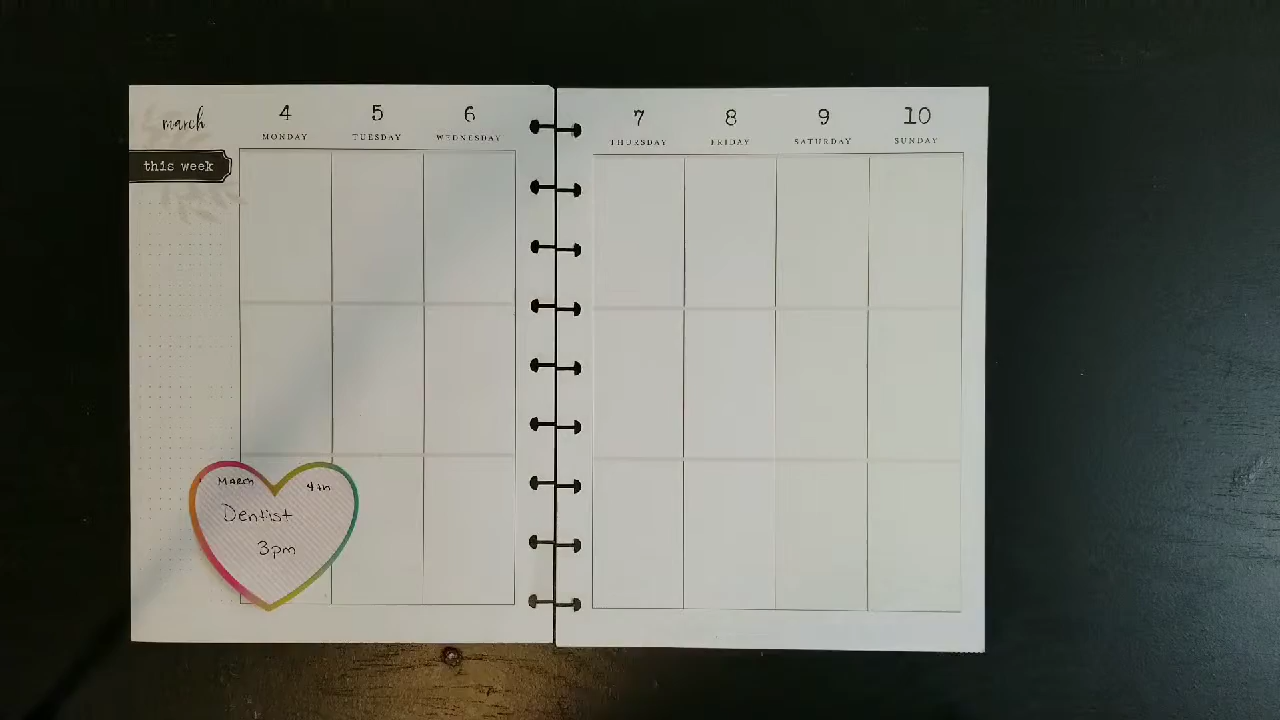 march
this week
4 5 6
MONDAY TUESDAY WEDNESDAY
7 8 9 10
THURSDAY FRIDAY SATURDAY SUNDAY
MARCH 4th
Dentist
3pm